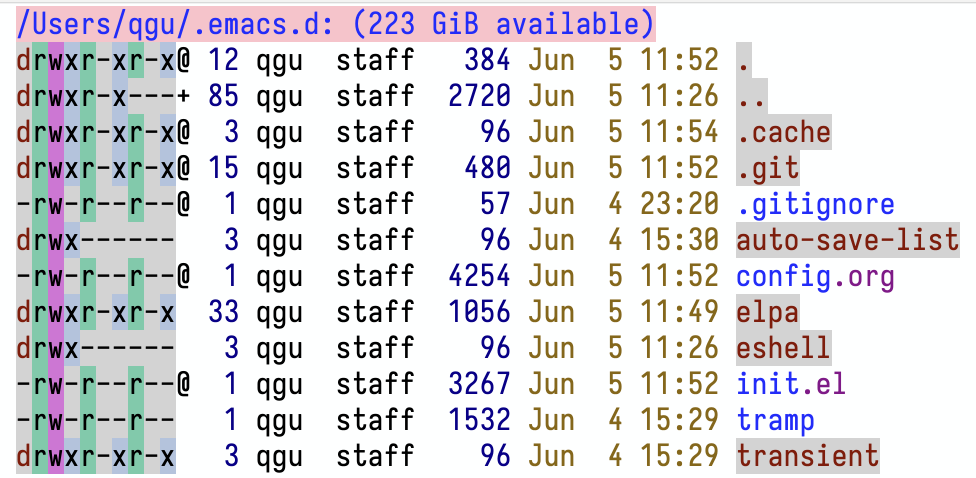 /Users/qgu/.emacs.d: (223 GiB available)
drwxr-xr-x@ 12 qgu  staff   384 Jun  5 11:52 .
drwxr-x---+ 85 qgu  staff  2720 Jun  5 11:26 ..
drwxr-xr-x@  3 qgu  staff    96 Jun  5 11:54 .cache
drwxr-xr-x@ 15 qgu  staff   480 Jun  5 11:52 .git
-rw-r--r--@  1 qgu  staff    57 Jun  4 23:20 .gitignore
drwx------   3 qgu  staff    96 Jun  4 15:30 auto-save-list
-rw-r--r--@  1 qgu  staff  4254 Jun  5 11:52 config.org
drwxr-xr-x  33 qgu  staff  1056 Jun  5 11:49 elpa
drwx------   3 qgu  staff    96 Jun  5 11:26 eshell
-rw-r--r--@  1 qgu  staff  3267 Jun  5 11:52 init.el
-rw-r--r--   1 qgu  staff  1532 Jun  4 15:29 tramp
drwxr-xr-x   3 qgu  staff    96 Jun  4 15:29 transient